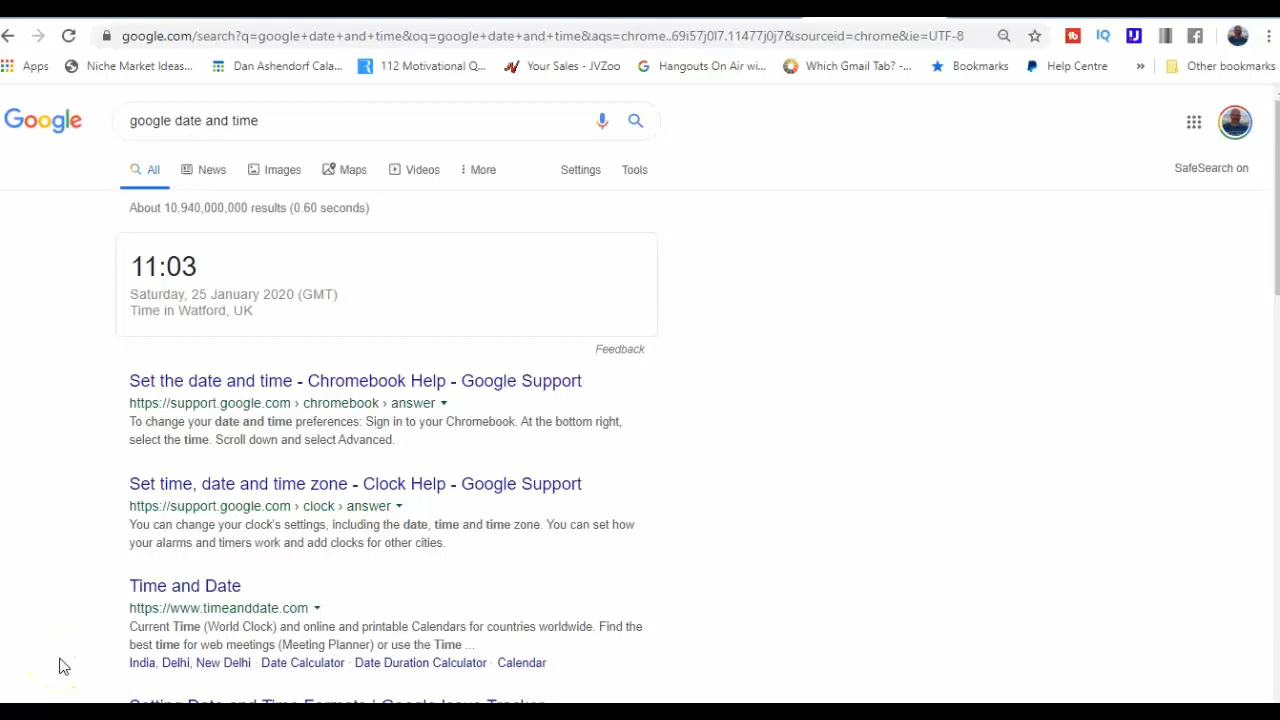 google.com/search?q=google+date+and+time&oq=google+date+and+time&aqs=chrome..69i57j0l7.11477j0j7&sourceid=chrome&ie=UTF-8
Apps Niche Market Ideas... Dan Ashendorf Cala... 112 Motivational Q... Your Sales - JVZoo Hangouts On Air wi... Which Gmail Tab? -... Bookmarks Help Centre » Other bookmarks
Google google date and time
All News Images Maps Videos More Settings Tools SafeSearch on
About 10,940,000,000 results (0.60 seconds)
11:03
Saturday, 25 January 2020 (GMT)
Time in Watford, UK
Feedback
Set the date and time - Chromebook Help - Google Support
https://support.google.com › chromebook › answer
To change your date and time preferences: Sign in to your Chromebook. At the bottom right,
select the time. Scroll down and select Advanced.
Set time, date and time zone - Clock Help - Google Support
https://support.google.com › clock › answer
You can change your clock's settings, including the date, time and time zone. You can set how
your alarms and timers work and add clocks for other cities.
Time and Date
https://www.timeanddate.com
Current Time (World Clock) and online and printable Calendars for countries worldwide. Find the
best time for web meetings (Meeting Planner) or use the Time ...
India, Delhi, New Delhi · Date Calculator · Date Duration Calculator · Calendar
Setting Date and Time Formats | Google Issue Tracker